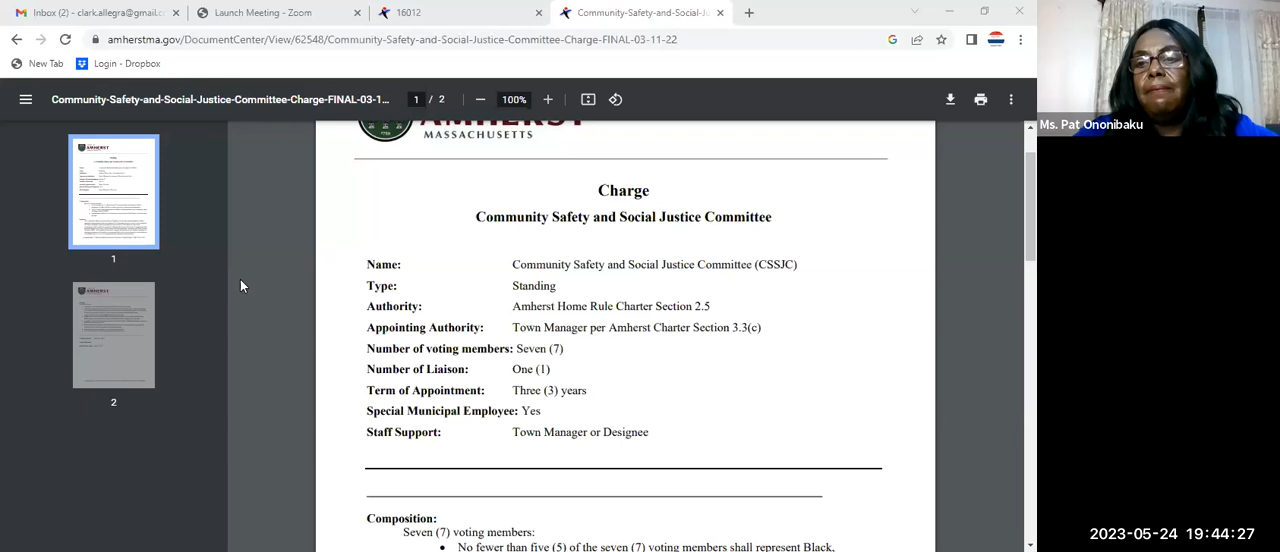 Inbox (2) - clark.allegra@gmail.c
Launch Meeting - Zoom
16012
Community-Safety-and-Social-Ju
amherstma.gov/DocumentCenter/View/62548/Community-Safety-and-Social-Justice-Committee-Charge-FINAL-03-11-22
New Tab
Login - Dropbox
Community-Safety-and-Social-Justice-Committee-Charge-FINAL-03-1...
1 / 2
100%
AMHERST
MASSACHUSETTS
Charge
Community Safety and Social Justice Committee
Name: Community Safety and Social Justice Committee (CSSJC)
Type: Standing
Authority: Amherst Home Rule Charter Section 2.5
Appointing Authority: Town Manager per Amherst Charter Section 3.3(c)
Number of voting members: Seven (7)
Number of Liaison: One (1)
Term of Appointment: Three (3) years
Special Municipal Employee: Yes
Staff Support: Town Manager or Designee
Composition:
Seven (7) voting members:
• No fewer than five (5) of the seven (7) voting members shall represent Black,
1
2
Ms. Pat Ononibaku
2023-05-24 19:44:27